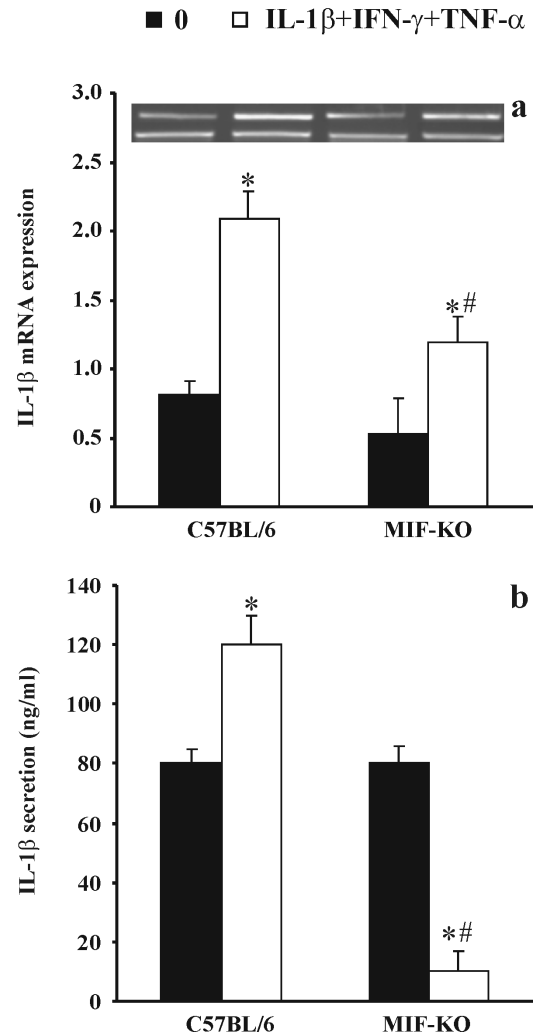 0 IL-1β+IFN-γ+TNF-α
a
3.0
2.5
2.0
1.5
1.0
0.5
0
IL-1β mRNA expression
*
*#
C57BL/6 MIF-KO
b
140
120
100
80
60
40
20
0
IL-1β secretion (ng/ml)
*
*#
C57BL/6 MIF-KO